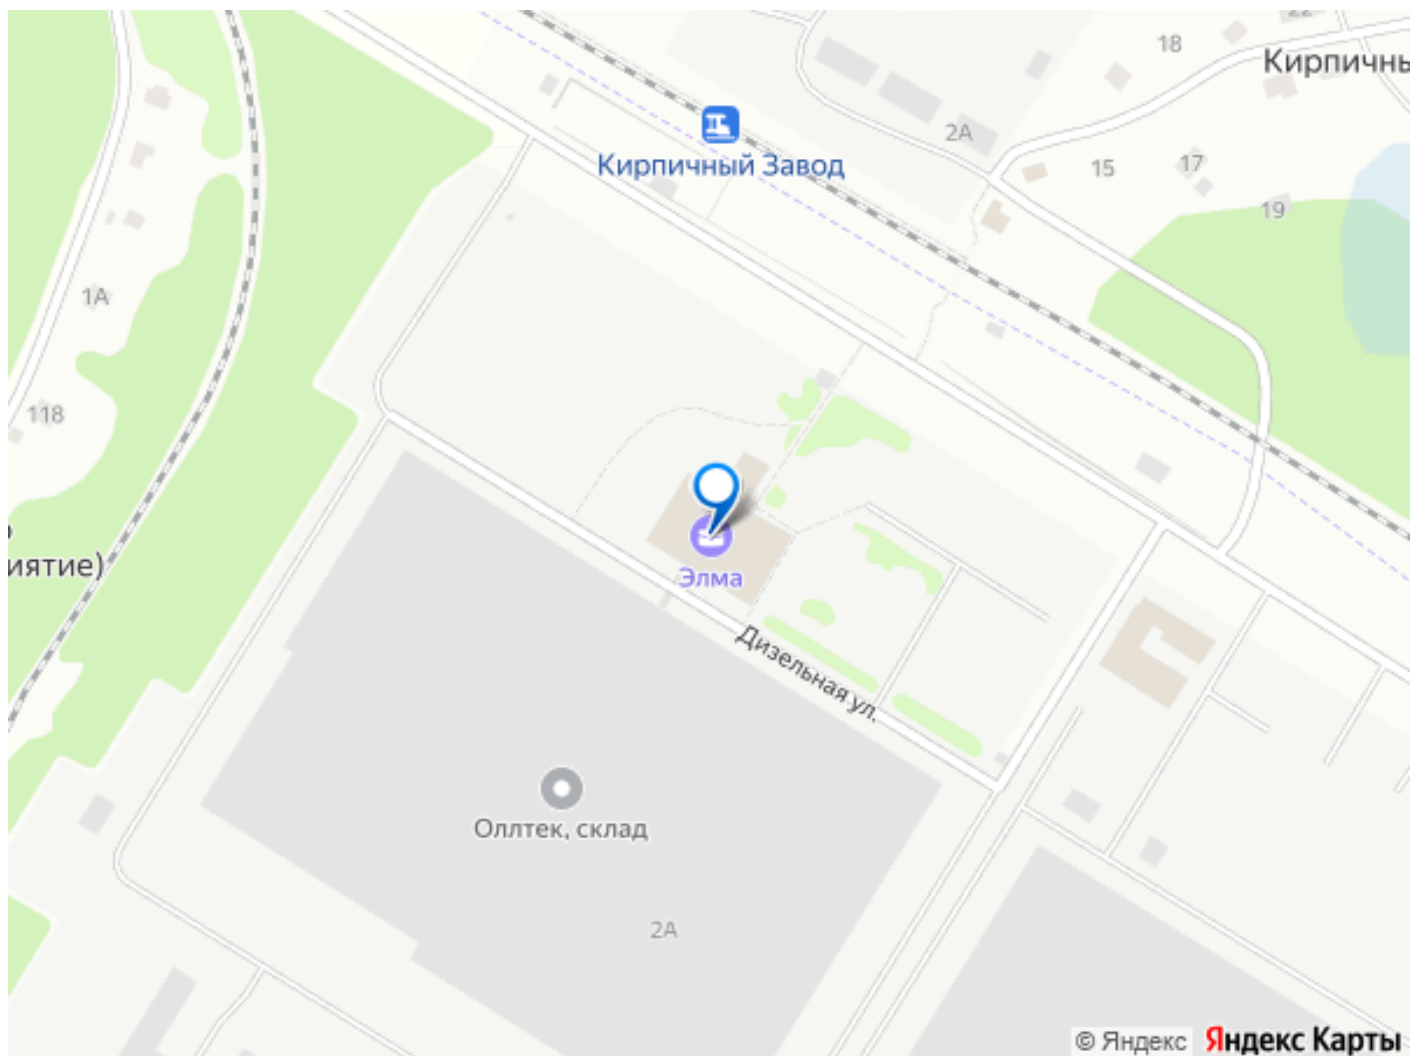 18
Кирпичны
2А
Кирпичный Завод
15
17
19
1А
118
иятие)
Элма
Дизельная ул.
Оллтек, склад
2А
© Яндекс Яндекс Карты